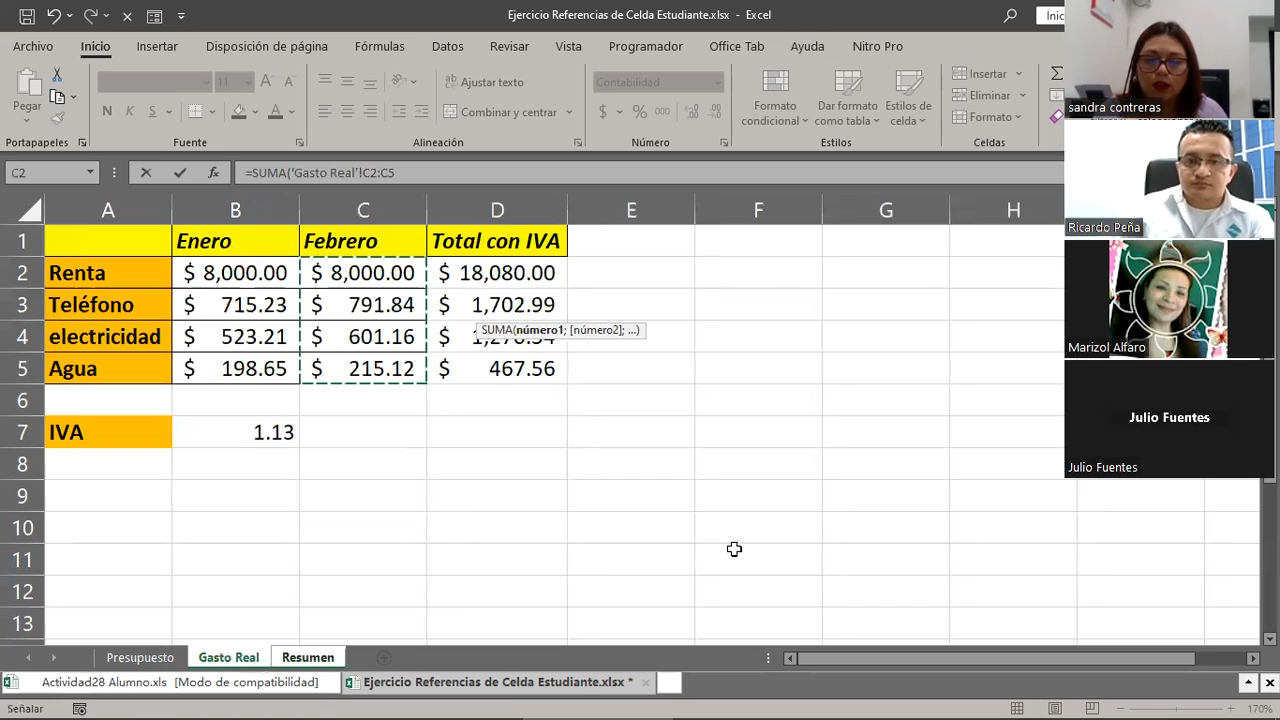 Ejercicio Referencias de Celda Estudiante.xlsx - Excel
Inic
Archivo Inicio Insertar Disposición de página Fórmulas Datos Revisar Vista Programador Office Tab Ayuda Nitro Pro
Pegar
11
N K S
A A
Ajustar texto
Combinar y centrar
Contabilidad
$ % 000
Formato condicional
Dar formato como tabla
Estilos de celda
Insertar
Eliminar
Formato
Portapapeles Fuente Alineación Número Estilos Celdas
C2 fx =SUMA('Gasto Real'!C2:C5
A B C D E F G H
1 Enero Febrero Total con IVA
2 Renta $ 8,000.00 $ 8,000.00 $ 18,080.00
3 Teléfono $ 715.23 $ 791.84 $ 1,702.99
SUMA(número1; [número2]; ...)
4 electricidad $ 523.21 $ 601.16 $
5 Agua $ 198.65 $ 215.12 $ 467.56
6
7 IVA 1.13
8
9
10
11
12
13
Presupuesto Gasto Real Resumen
Actividad28 Alumno.xls [Modo de compatibilidad] Ejercicio Referencias de Celda Estudiante.xlsx *
Señalar 170%
sandra contreras
Ricardo Peña
Marizol Alfaro
Julio Fuentes
Julio Fuentes